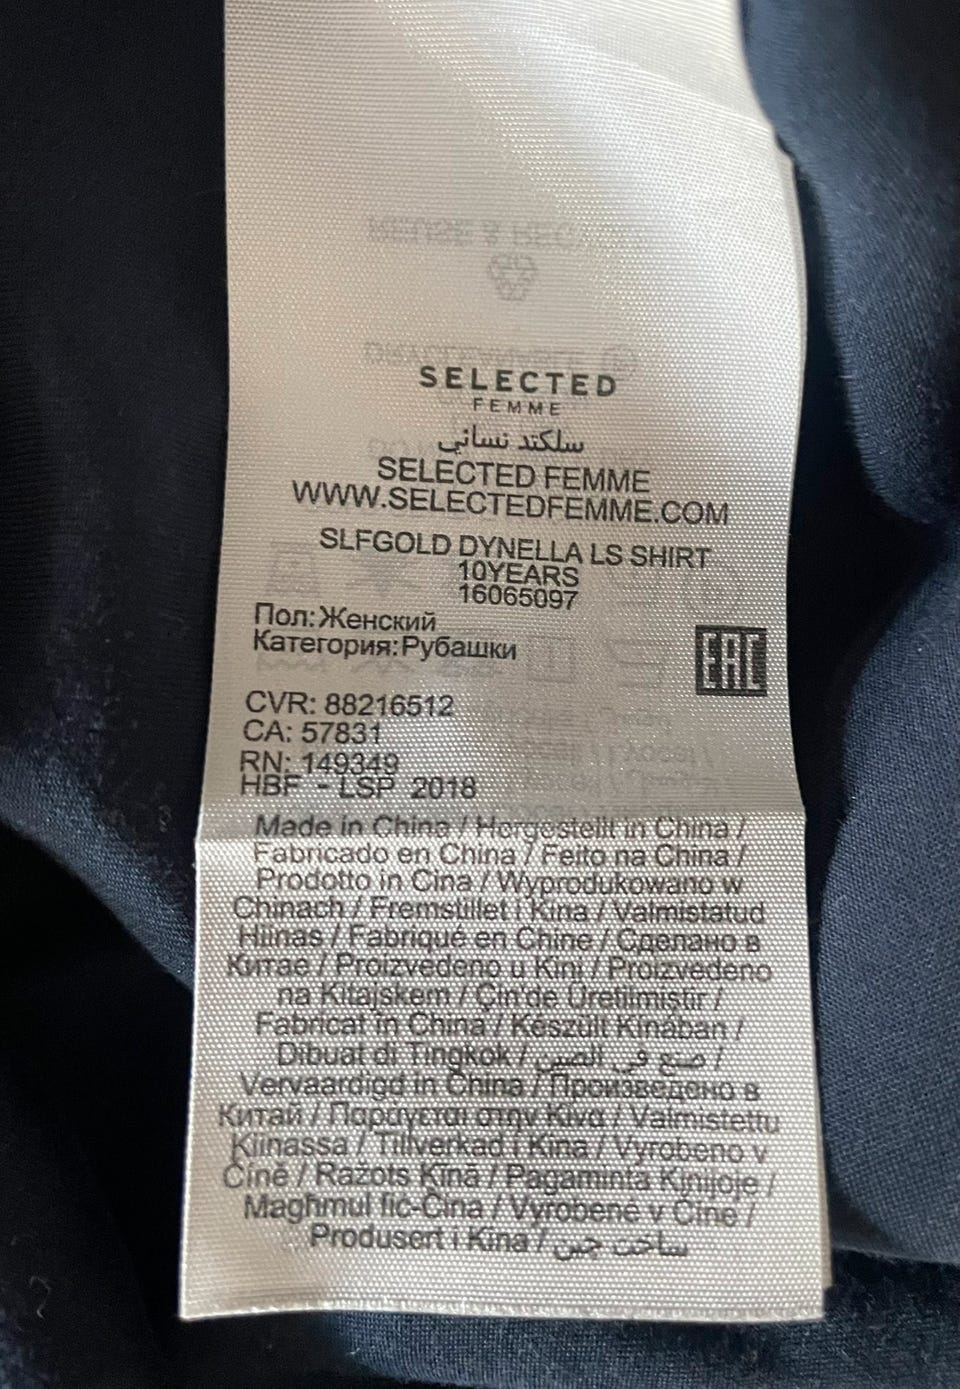 SELECTED
FEMME
سلكتد نسائي
SELECTED FEMME
WWW.SELECTEDFEMME.COM
SLFGOLD DYNELLA LS SHIRT
10YEARS
16065097
Пол:Женский
Категория:Рубашки
EAC
CVR: 88216512
CA: 57831
RN: 149349
HBF - LSP 2018
Made in China / Hergestellt in China /
Fabricado en China / Feito na China /
Prodotto in Cina / Wyprodukowano w
Chinach / Fremstillet i Kina / Valmistatud
Hiinas / Fabriqué en Chine / Сделано в
Китае / Proizvedeno u Kini / Proizvedeno
na Kitajskem / Çin'de Üretilmiştir /
Fabricat în China / Készült Kínában /
Dibuat di Tingkok / صنع في الصين /
Vervaardigd in China / Произведено в
Китай / Παράγεται στην Κίνα / Valmistettu
Kiinassa / Tillverkad i Kina / Vyrobeno v
Číně / Ražots Ķīnā / Pagaminta Kinijoje /
Magħmul fiċ-Ċina / Vyrobené v Číne /
Produsert i Kina / ساخت چین